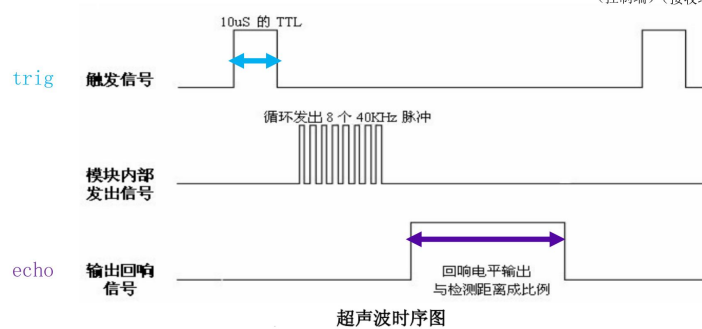 10uS 的 TTL
trig 触发信号
循环发出 8 个 40KHz 脉冲
模块内部
发出信号
echo 输出回响
信号
回响电平输出
与检测距离成比例
超声波时序图